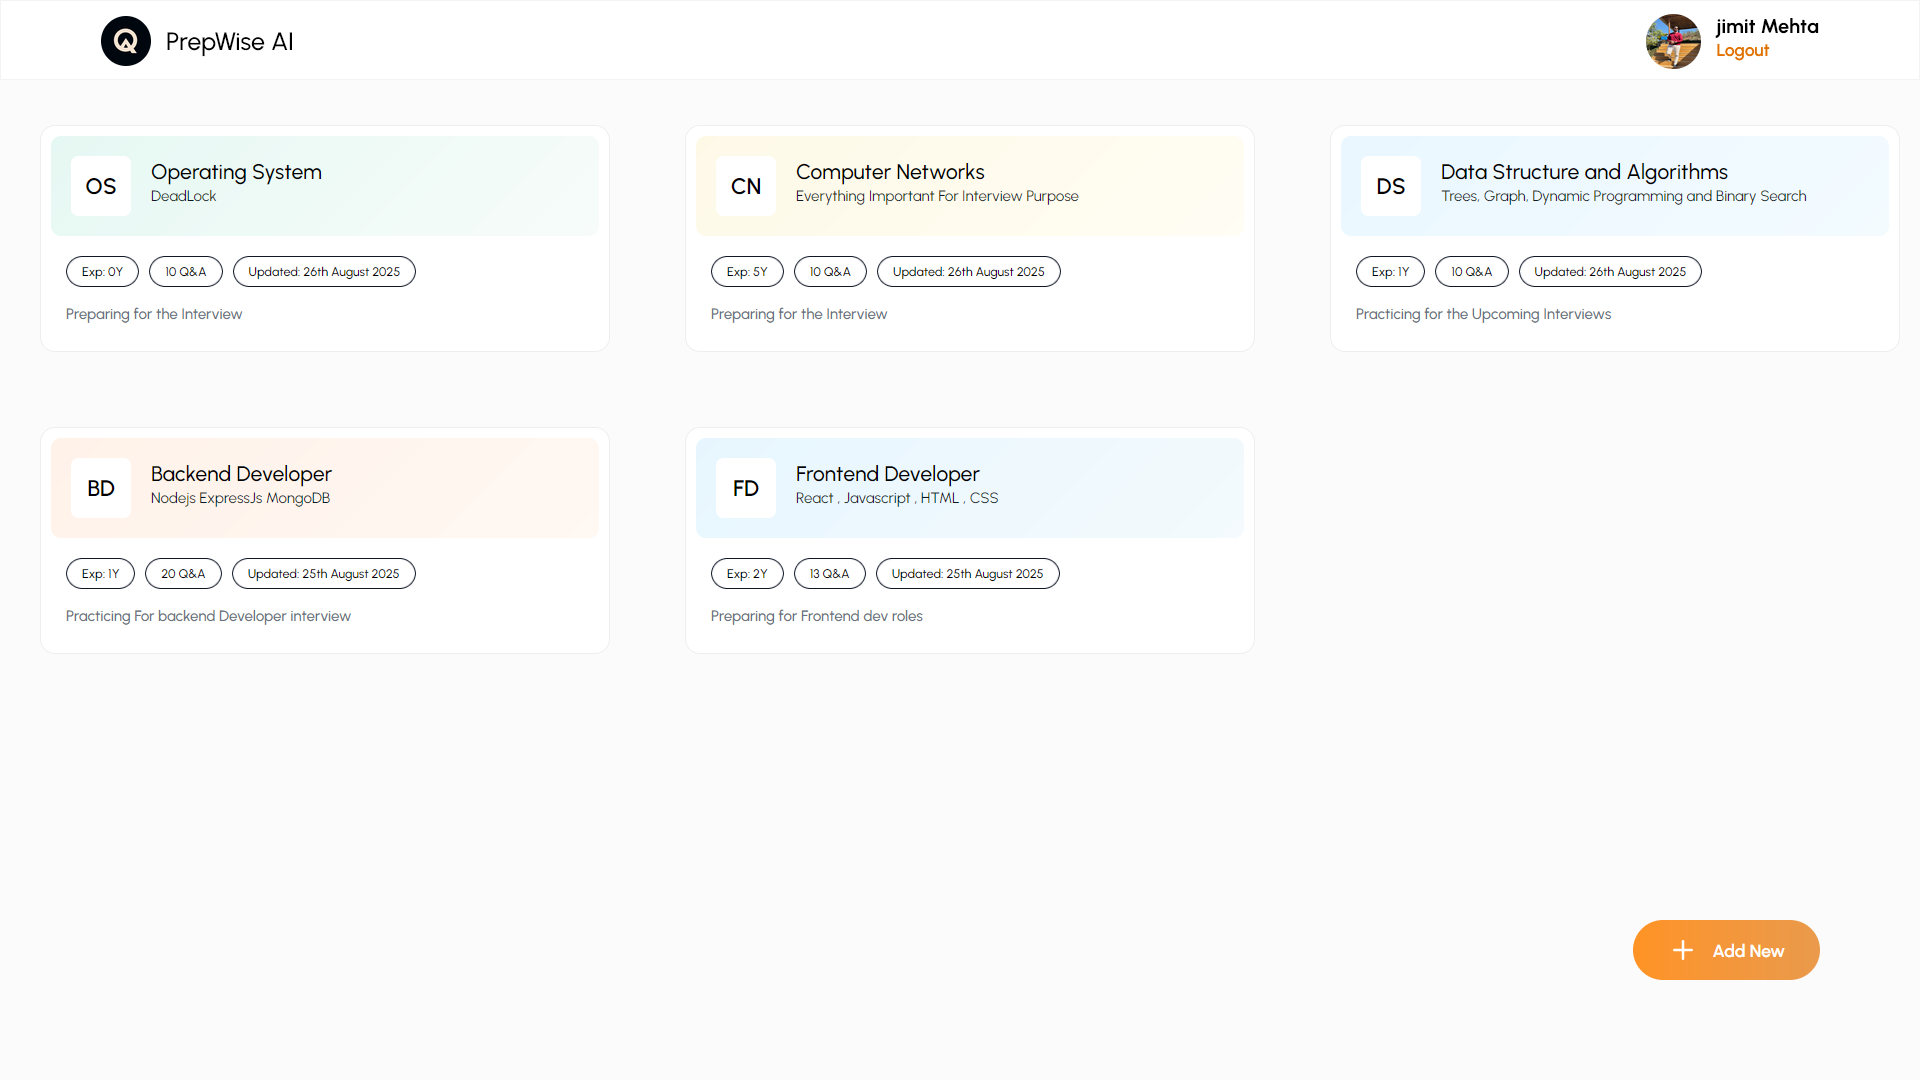 PrepWise AI
jimit Mehta
Logout
OS
Operating System
DeadLock
Exp: 0Y
10 Q&A
Updated: 26th August 2025
Preparing for the Interview
CN
Computer Networks
Everything Important For Interview Purpose
Exp: 5Y
10 Q&A
Updated: 26th August 2025
Preparing for the Interview
DS
Data Structure and Algorithms
Trees, Graph, Dynamic Programming and Binary Search
Exp: 1Y
10 Q&A
Updated: 26th August 2025
Practicing for the Upcoming Interviews
BD
Backend Developer
Nodejs ExpressJs MongoDB
Exp: 1Y
20 Q&A
Updated: 25th August 2025
Practicing For backend Developer interview
FD
Frontend Developer
React , Javascript , HTML , CSS
Exp: 2Y
13 Q&A
Updated: 25th August 2025
Preparing for Frontend dev roles
Add New